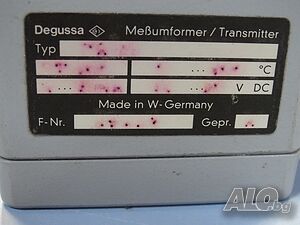 Degussa Meßumformer / Transmitter
Typ
... °C
... ... V DC
Made in W-Germany
F-Nr. Gepr.
ALO.bg